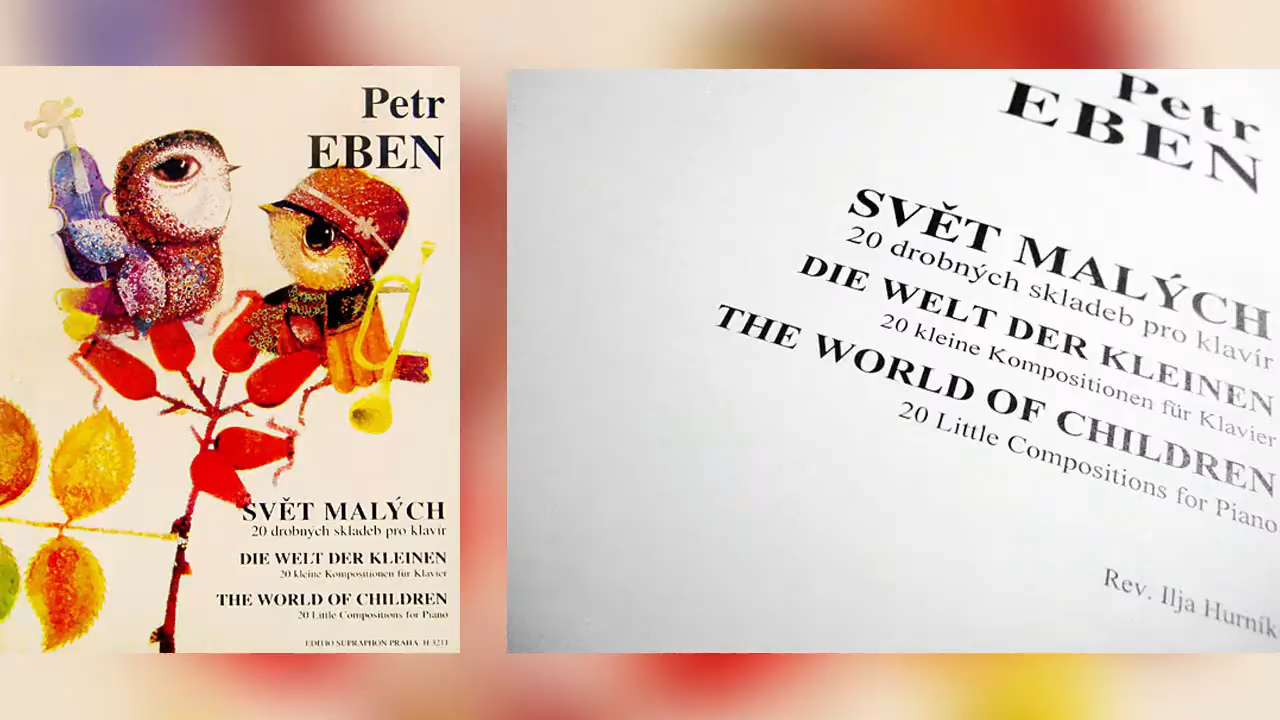 Petr
EBEN
SVĚT MALÝCH
20 drobných skladeb pro klavír
DIE WELT DER KLEINEN
20 kleine Kompositionen für Klavier
THE WORLD OF CHILDREN
20 Little Compositions for Piano
EDITIO SUPRAPHON PRAHA H 3211
Petr
EBEN
SVĚT MALÝCH
20 drobných skladeb pro klavír
DIE WELT DER KLEINEN
20 kleine Kompositionen für Klavier
THE WORLD OF CHILDREN
20 Little Compositions for Piano
Rev. Ilja Hurník